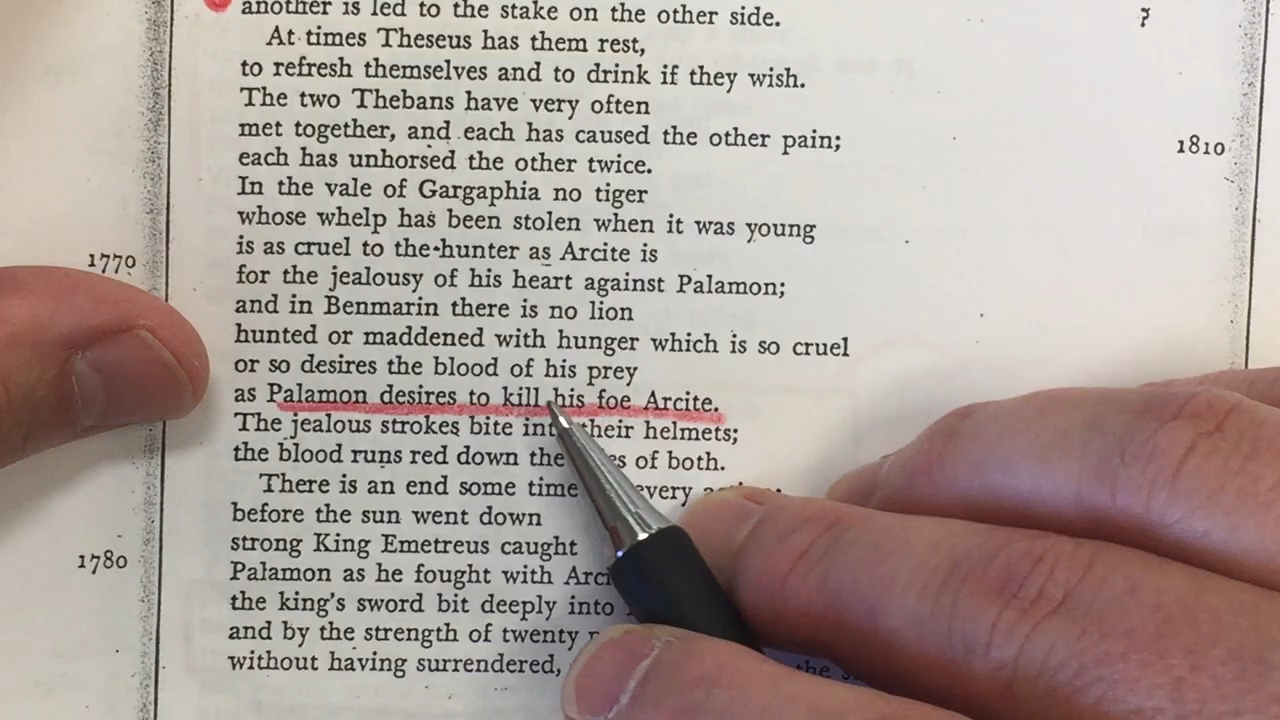 another is led to the stake on the other side.
?
At times Theseus has them rest,
to refresh themselves and to drink if they wish.
The two Thebans have very often
met together, and each has caused the other pain;
1810
each has unhorsed the other twice.
In the vale of Gargaphia no tiger
whose whelp has been stolen when it was young
is as cruel to the hunter as Arcite is
1770
for the jealousy of his heart against Palamon;
and in Benmarin there is no lion
hunted or maddened with hunger which is so cruel
or so desires the blood of his prey
as Palamon desires to kill his foe Arcite.
The jealous strokes bite their helmets;
the blood runs red down the of both.
There is an end some time every
before the sun went down
strong King Emetreus caught
1780
Palamon as he fought with
the king's sword bit deeply into
and by the strength of twenty
without having surrendered, the